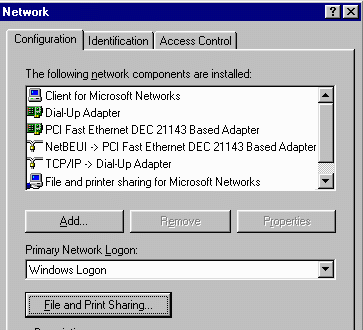 Network
Configuration Identification Access Control
The following network components are installed:
Client for Microsoft Networks
Dial-Up Adapter
PCI Fast Ethernet DEC 21143 Based Adapter
NetBEUI -> PCI Fast Ethernet DEC 21143 Based Adapter
TCP/IP -> Dial-Up Adapter
File and printer sharing for Microsoft Networks
Add... Remove Properties
Primary Network Logon:
Windows Logon
File and Print Sharing...